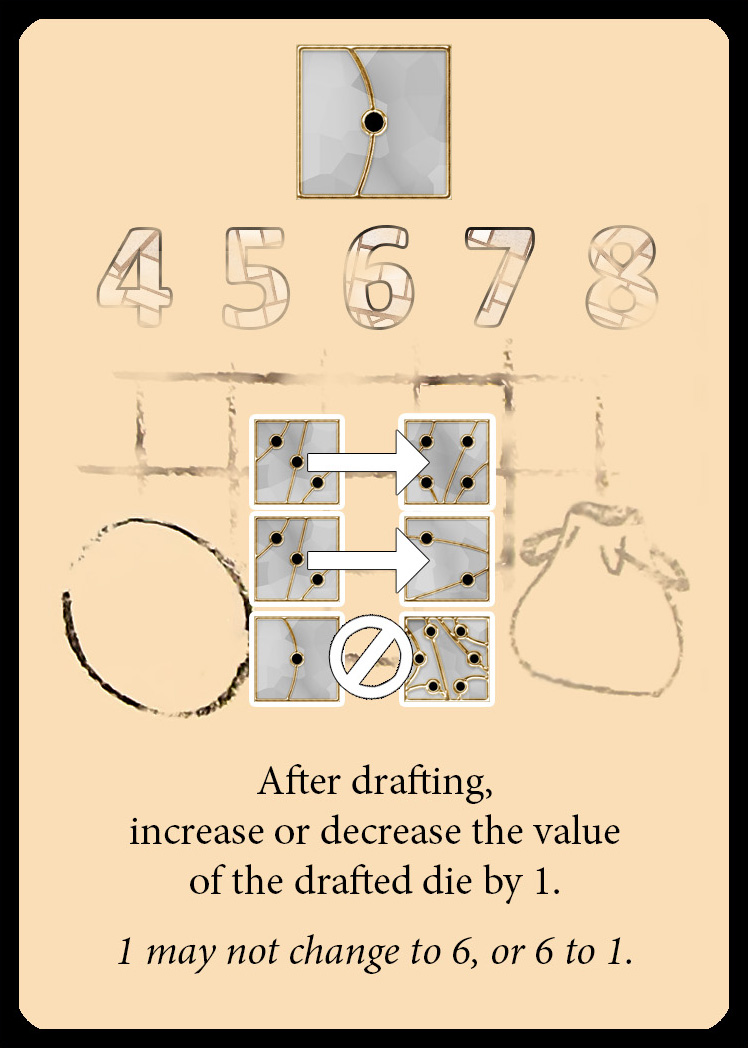 4 5 6 7 8
After drafting,
increase or decrease the value
of the drafted die by 1.
1 may not change to 6, or 6 to 1.